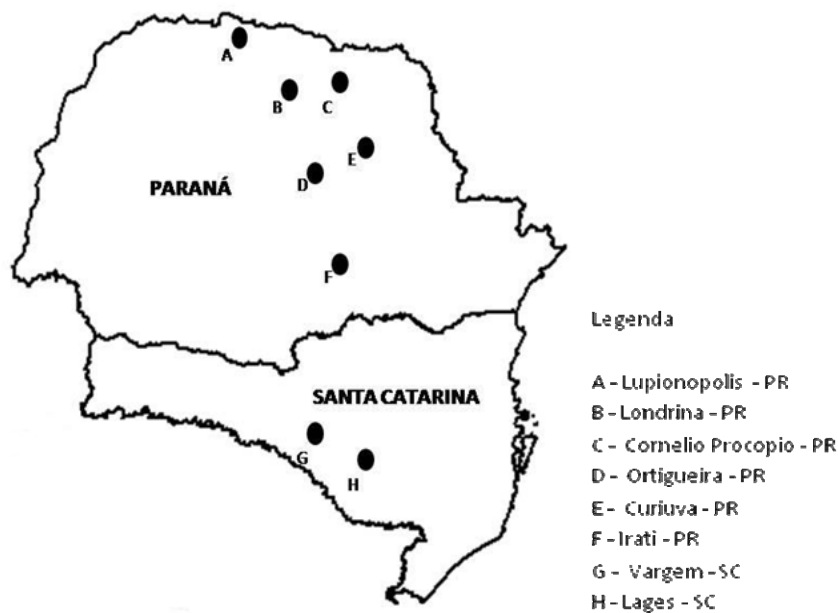 A
B
C
E
PARANÁ
D
F
Legenda
A - Lupionopolis - PR
SANTA CATARINA
B - Londrina - PR
C - Cornelio Procopio - PR
G
H
D - Ortigueira - PR
E - Curiuva - PR
F - Irati - PR
G - Vargem - SC
H - Lages - SC